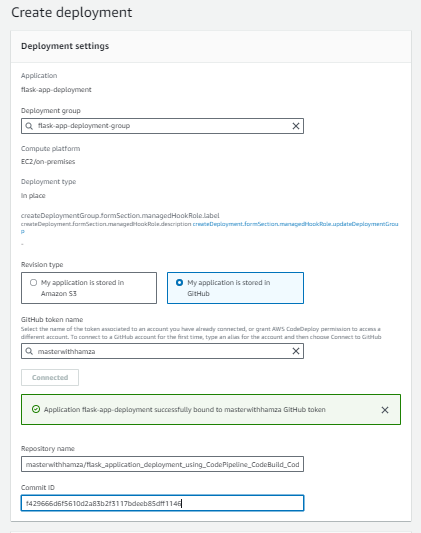 Create deployment
Deployment settings
Application
flask-app-deployment
Deployment group
flask-app-deployment-group
Compute platform
EC2/on-premises
Deployment type
In place
createDeploymentGroup.formSection.managedHookRole.label
createDeployment.formSection.managedHookRole.description createDeployment.formSection.managedHookRole.updateDeploymentGrou
p
.
Revision type
My application is stored in
Amazon S3
My application is stored in
GitHub
GitHub token name
Select the name of the token associated to an account you have already connected, or grant AWS CodeDeploy permission to access a
different account. To connect to a GitHub account for the first time, type an alias for the account and then choose Connect to GitHub
masterwithhamza
Connected
Application flask-app-deployment successfully bound to masterwithhamza GitHub token
Repository name
masterwithhamza/flask_application_deployment_using_CodePipeline_CodeBuild_Cod
Commit ID
f429666d6f5610d2a83b2f3117bdeeb85dff1146